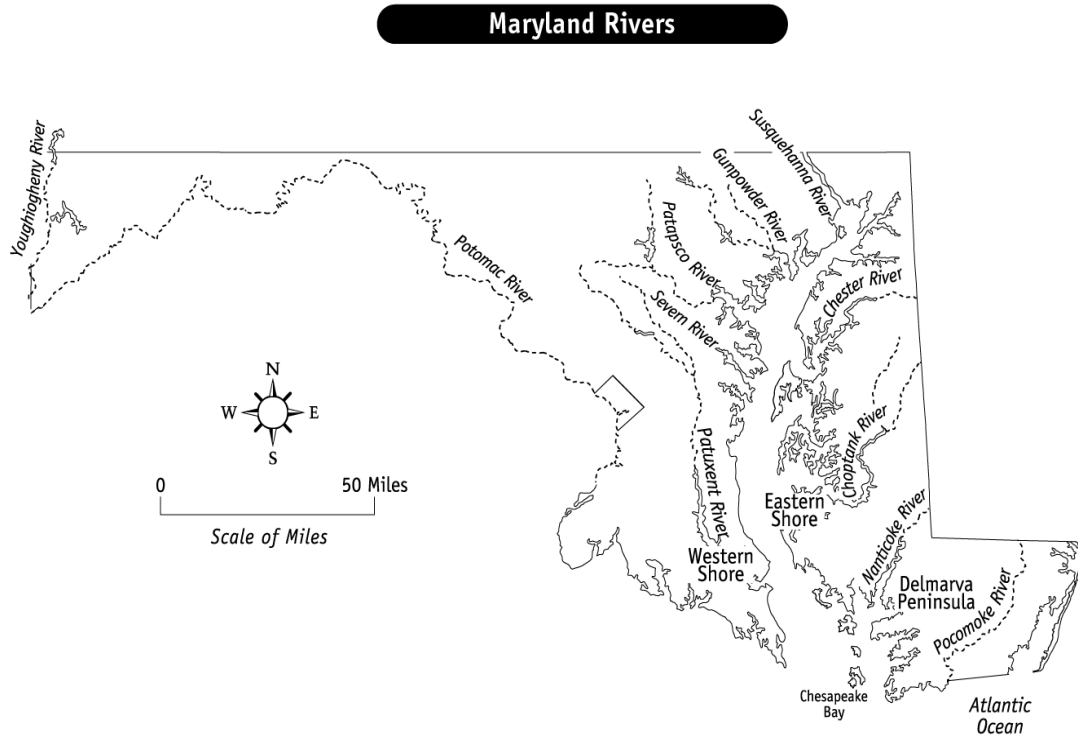 Maryland Rivers
Youghiogheny River
Susquehanna River
Gunpowder River
Patapsco River
Potomac River
Chester River
Severn River
N
W
E
S
Patuxent River
Choptank River
0
50 Miles
Scale of Miles
Eastern
Shore
Nanticoke River
Western
Shore
Delmarva
Peninsula
Pocomoke River
Chesapeake
Bay
Atlantic
Ocean